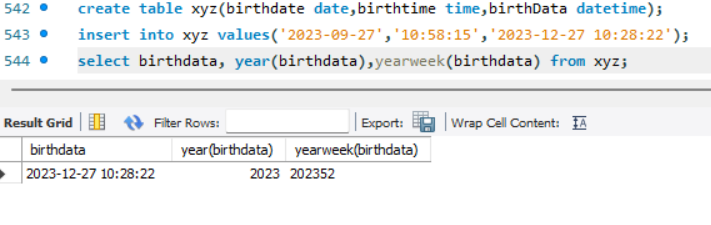 542 create table xyz(birthdate date,birthtime time,birthData datetime);
543 insert into xyz values('2023-09-27','10:58:15','2023-12-27 10:28:22');
544 select birthdata, year(birthdata),yearweek(birthdata) from xyz;
Result Grid Filter Rows: Export: Wrap Cell Content: IA
birthdata year(birthdata) yearweek(birthdata)
2023-12-27 10:28:22 2023 202352